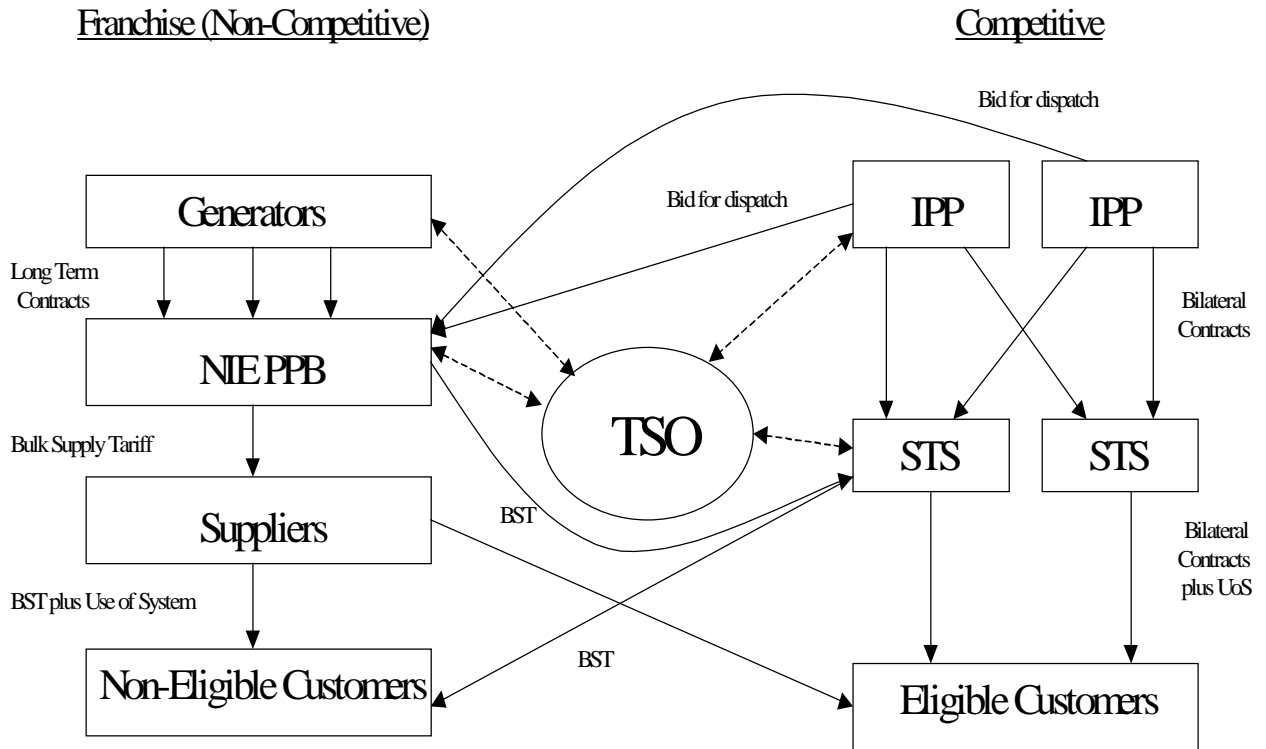 Franchise (Non-Competitive)
Competitive
Bid for dispatch
Generators
Bid for dispatch
IPP
IPP
Long Term
Contracts
Bilateral
Contracts
NIE PPB
TSO
Bulk Supply Tariff
STS
STS
Suppliers
BST
Bilateral
Contracts
plus UoS
BST plus Use of System
BST
Non-Eligible Customers
Eligible Customers